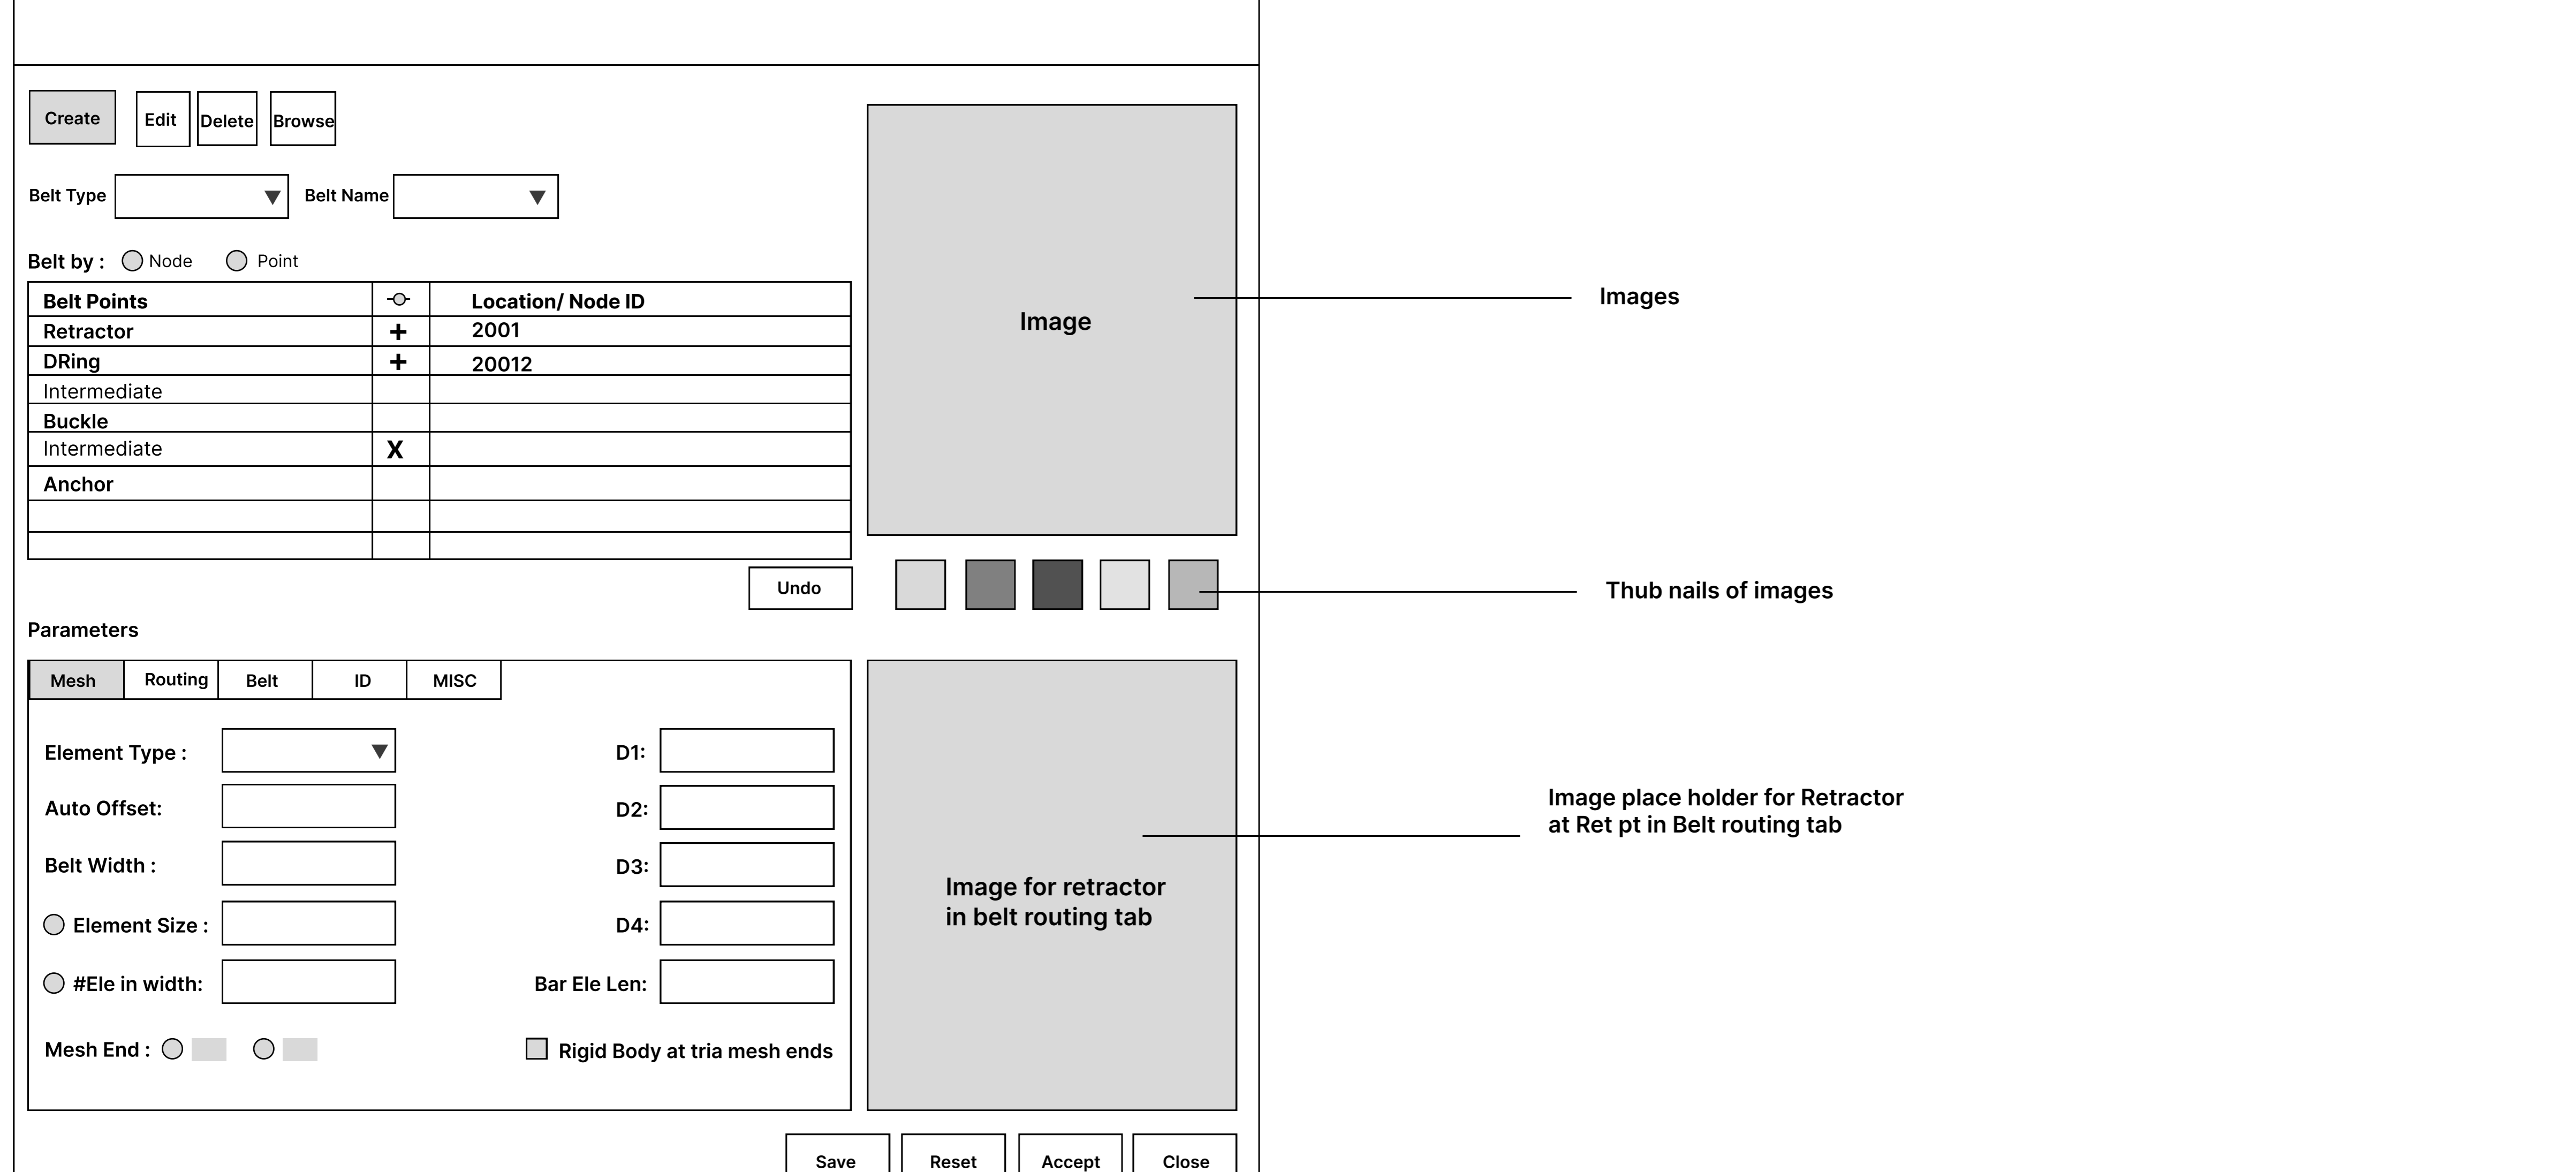 Create Edit Delete Browse
Belt Type Belt Name
Belt by : Node Point
Belt Points Location/ Node ID
Retractor + 2001
DRing + 20012
Intermediate
Buckle
Intermediate X
Anchor
Undo
Image
Images
Thub nails of images
Parameters
Mesh Routing Belt ID MISC
Element Type : D1:
Auto Offset: D2:
Belt Width : D3:
Element Size : D4:
#Ele in width: Bar Ele Len:
Mesh End : Rigid Body at tria mesh ends
Image for retractor
in belt routing tab
Image place holder for Retractor
at Ret pt in Belt routing tab
Save Reset Accept Close